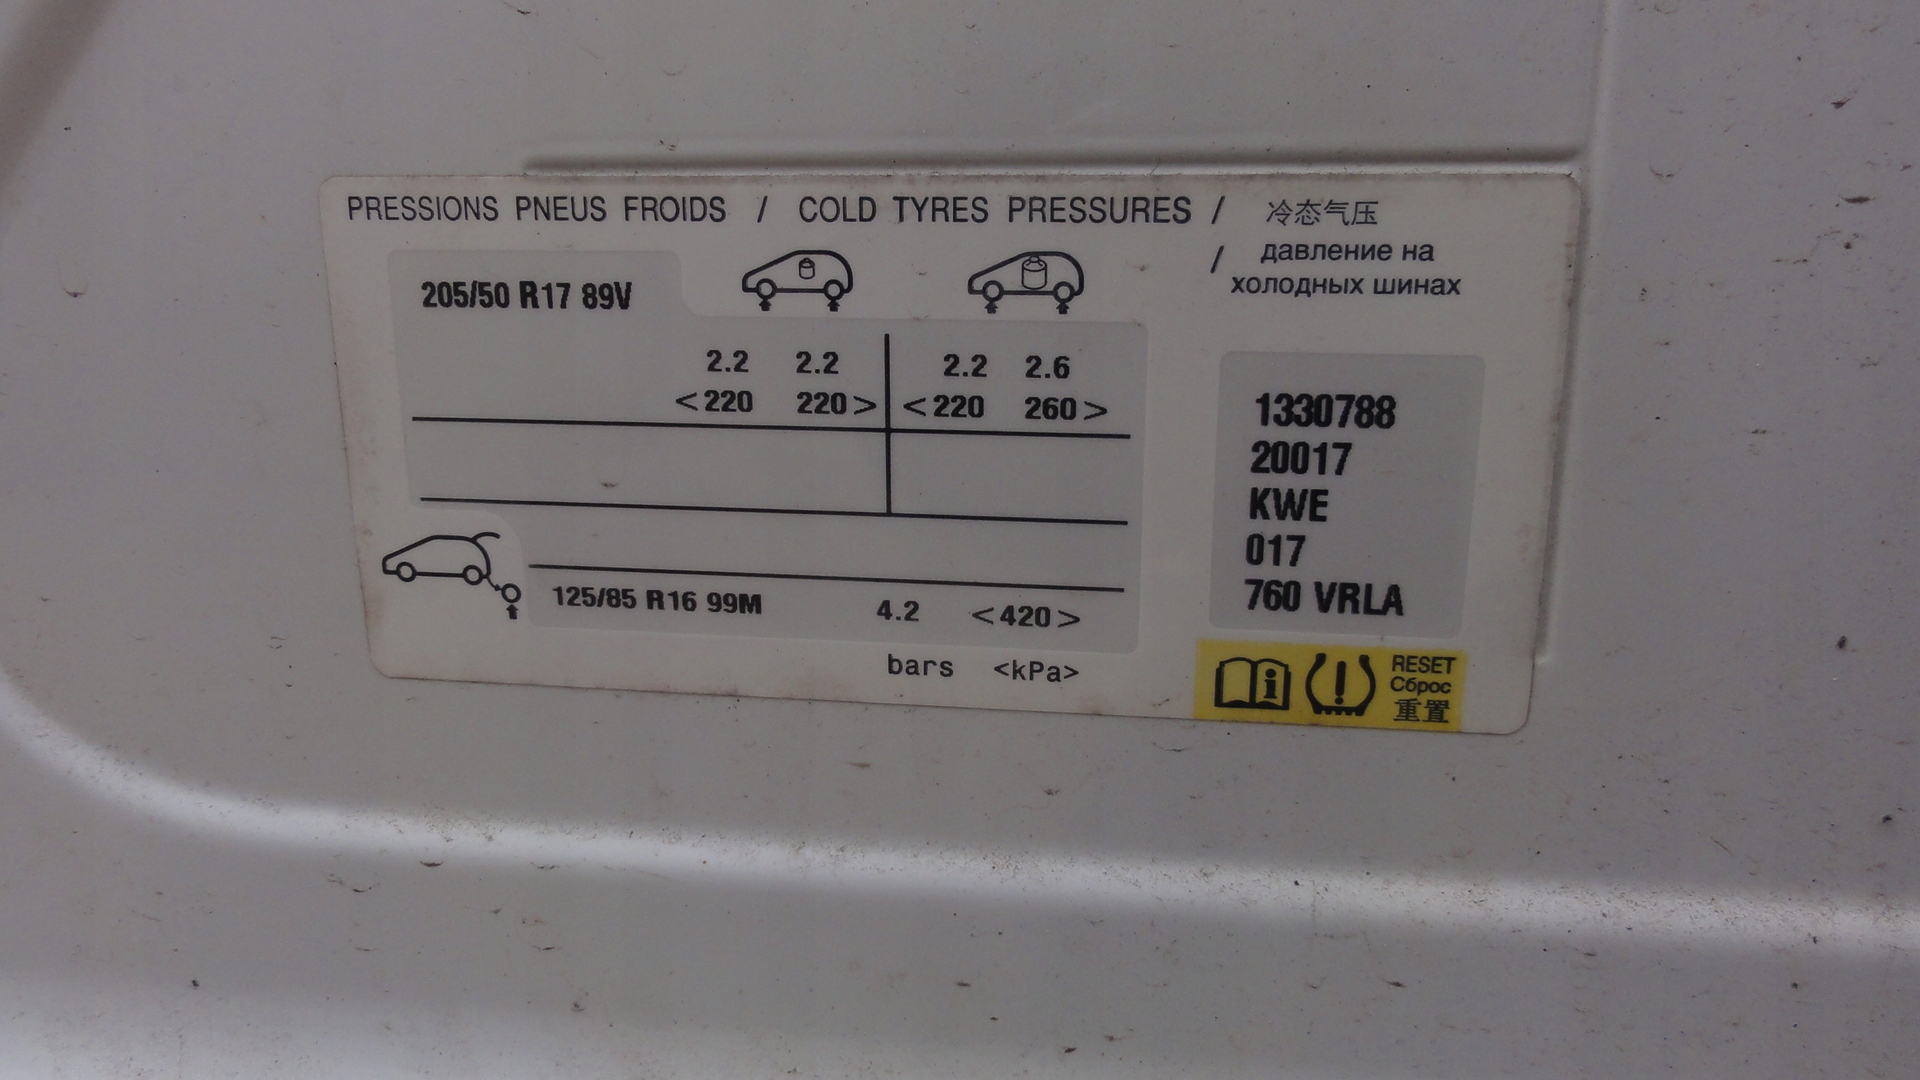 PRESSIONS PNEUS FROIDS / COLD TYRES PRESSURES / 冷态气压
/ давление на
холодных шинах
205/50 R17 89V
2.2 2.2 2.2 2.6
<220 220> <220 260>
125/85 R16 99M 4.2 <420>
bars <kPa>
1330788
20017
KWE
017
760 VRLA
RESET
Сброс
重置